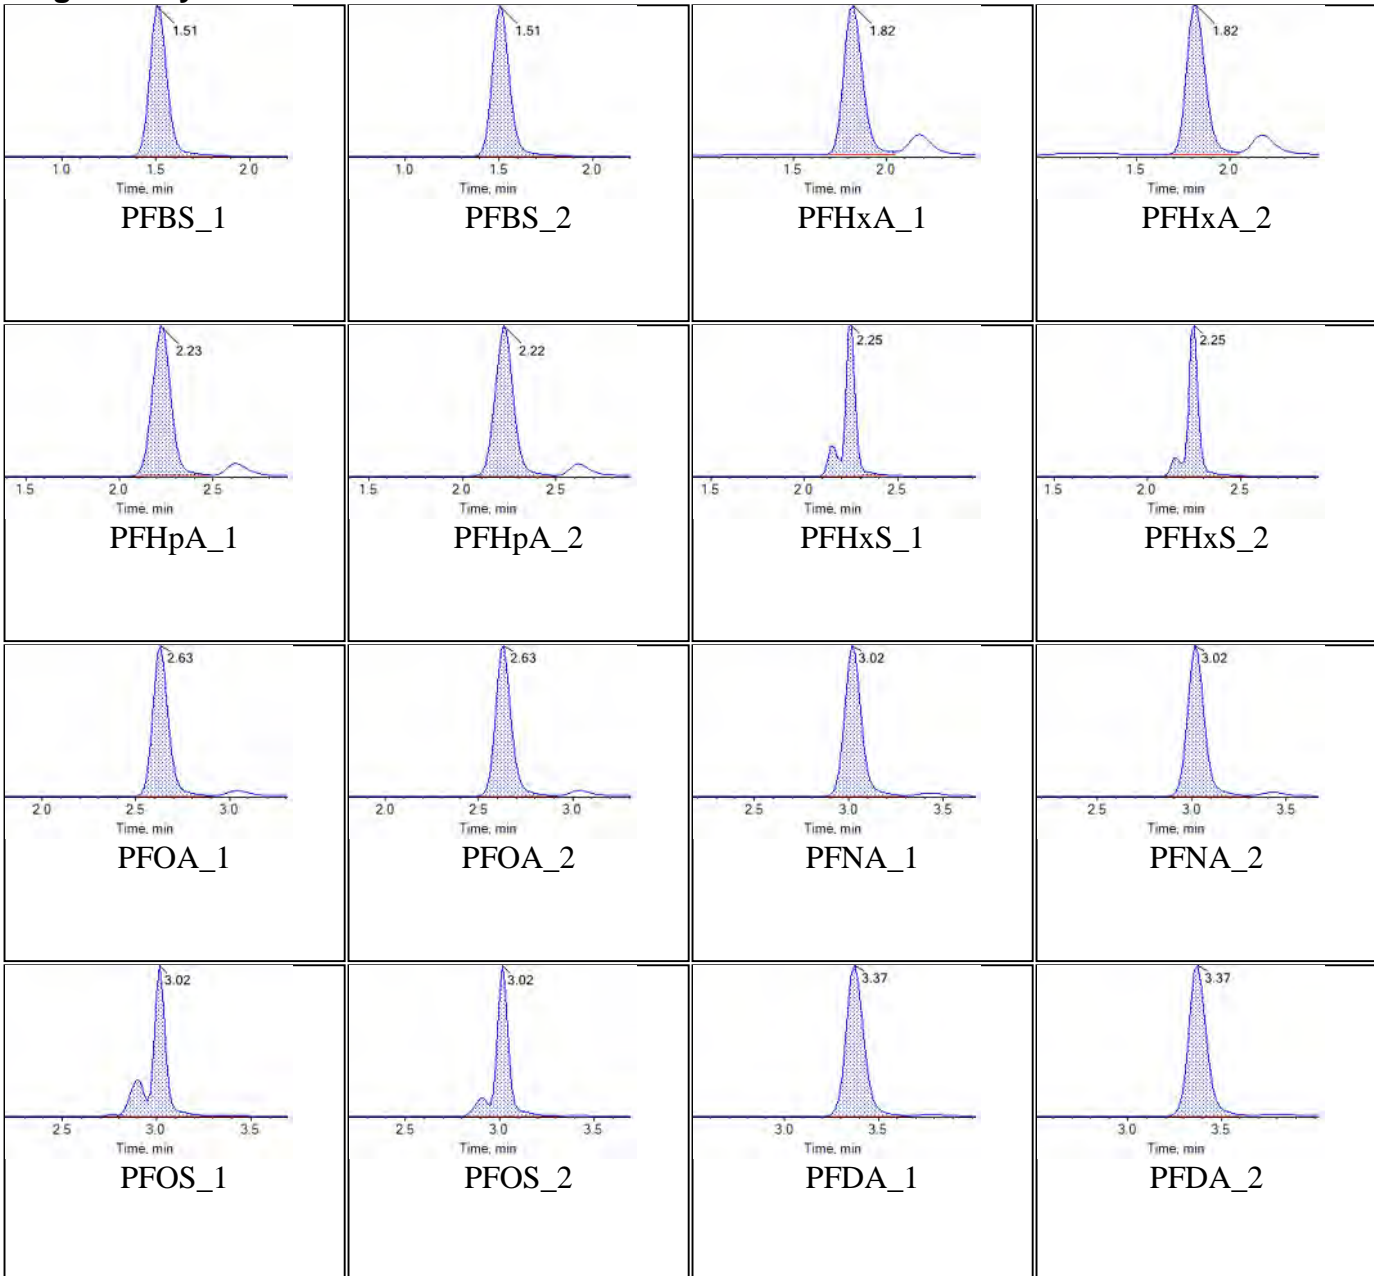 1.51 1.51 1.82 1.82
1.0 1.5 2.0 1.0 1.5 2.0 1.5 2.0 1.5 2.0
Time, min Time, min Time, min Time, min
PFBS_1 PFBS_2 PFHxA_1 PFHxA_2
2.23 2.22 2.25 2.25
1.5 2.0 2.5 1.5 2.0 2.5 1.5 2.0 2.5 1.5 2.0 2.5
Time, min Time, min Time, min Time, min
PFHpA_1 PFHpA_2 PFHxS_1 PFHxS_2
2.63 2.63 3.02 3.02
2.0 2.5 3.0 2.0 2.5 3.0 2.5 3.0 3.5 2.5 3.0 3.5
Time, min Time, min Time, min Time, min
PFOA_1 PFOA_2 PFNA_1 PFNA_2
3.02 3.02 3.37 3.37
2.5 3.0 3.5 2.5 3.0 3.5 3.0 3.5 3.0 3.5
Time, min Time, min Time, min Time, min
PFOS_1 PFOS_2 PFDA_1 PFDA_2